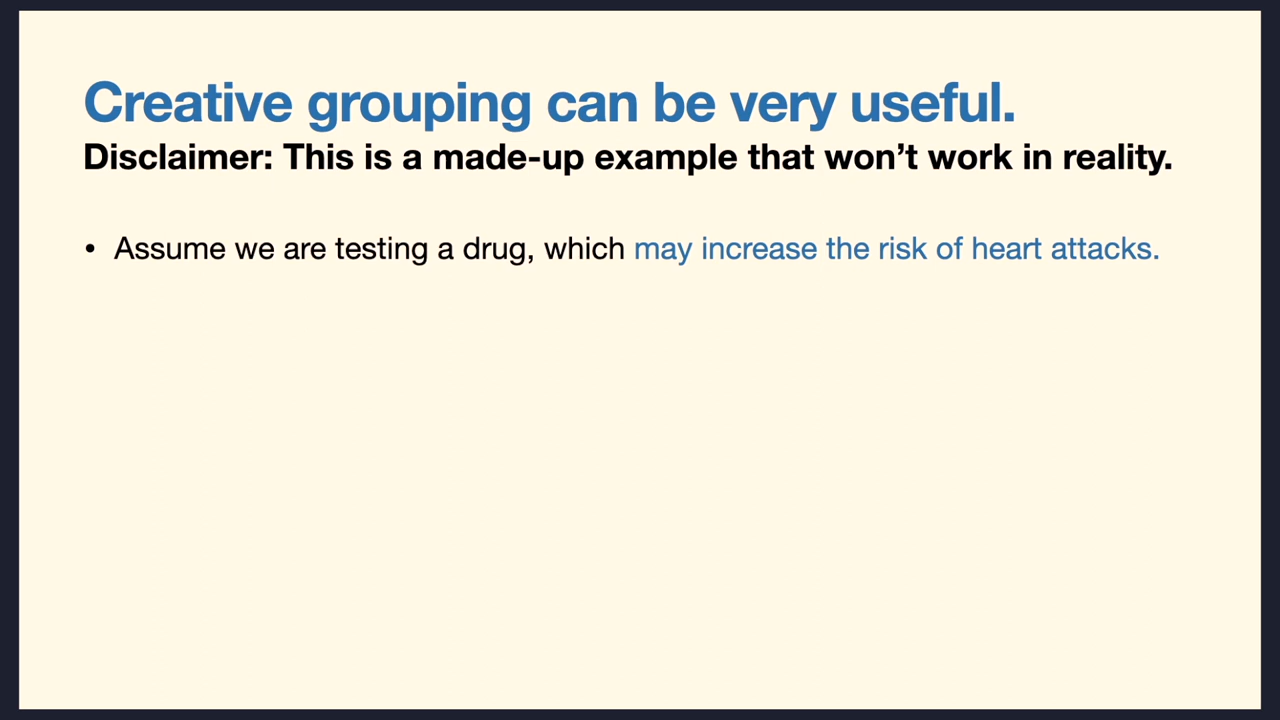 Creative grouping can be very useful.
Disclaimer: This is a made-up example that won’t work in reality.
• Assume we are testing a drug, which may increase the risk of heart attacks.